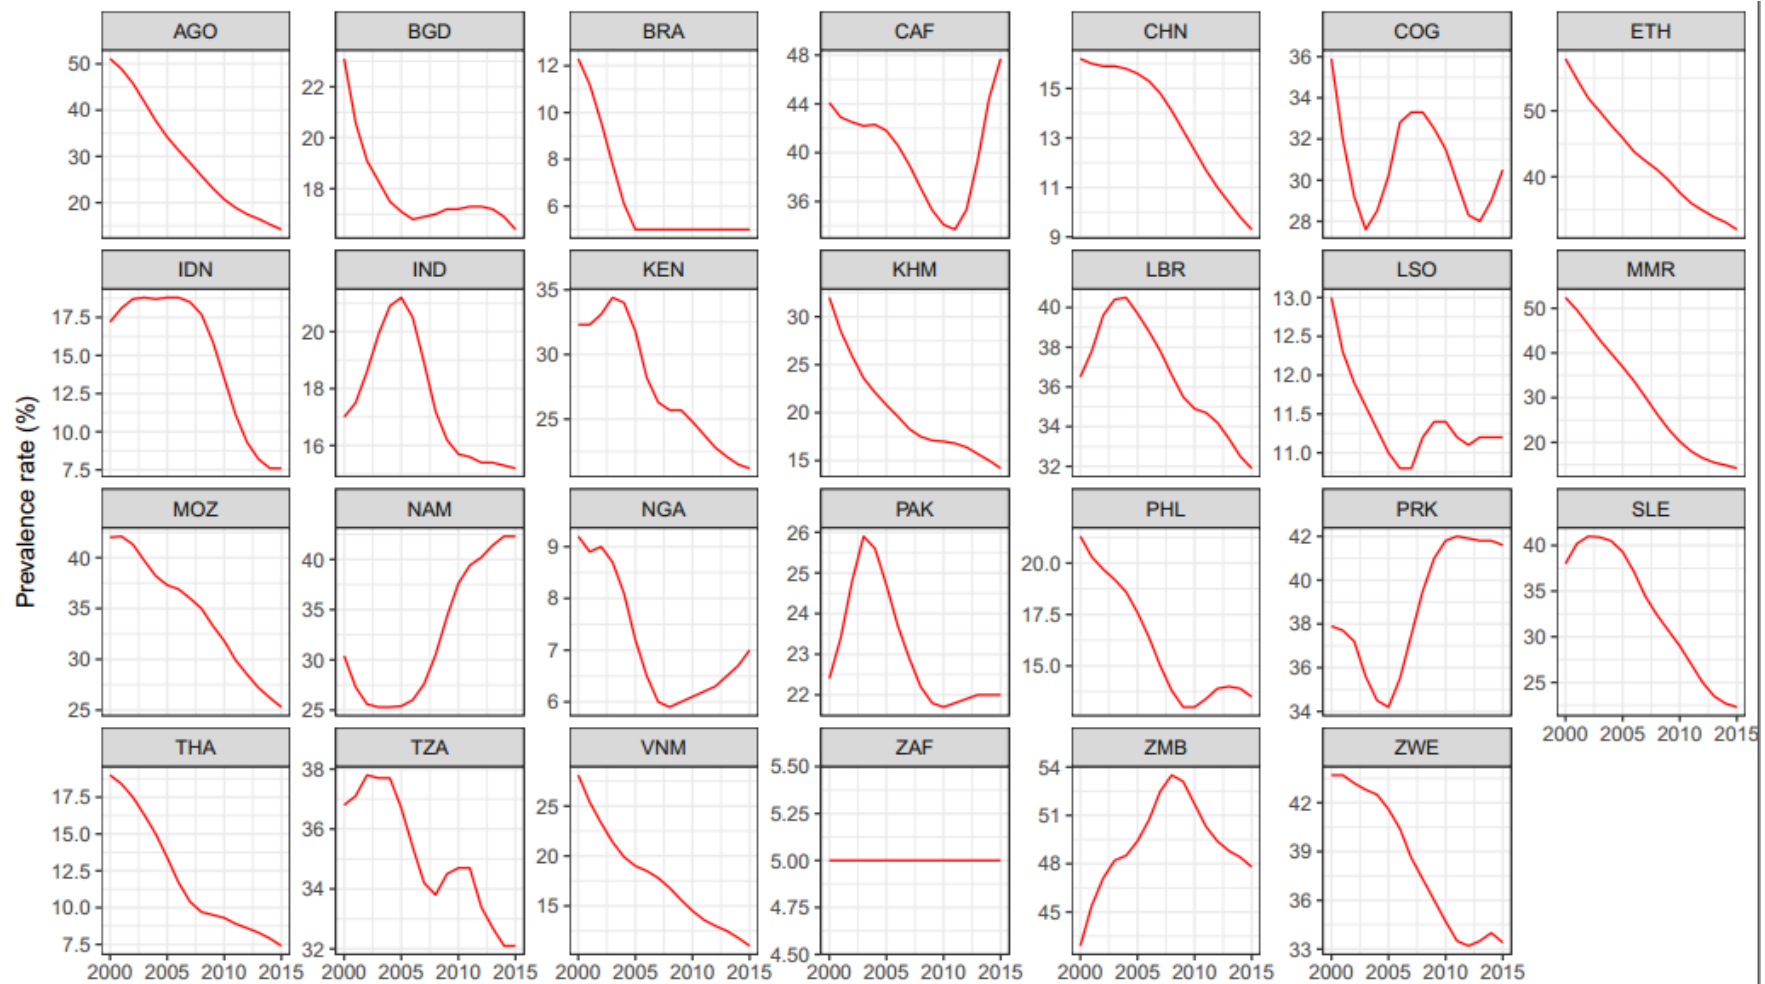 AGO BGD BRA CAF CHN COG ETH
50 40 30 20
22 20 18
12 10 8 6
48 44 40 36
15 13 11 9
36 34 32 30 28
50 40
IDN IND KEN KHM LBR LSO MMR
17.5 15.0 12.5 10.0 7.5
20 18 16
35 30 25
30 25 20 15
40 38 36 34 32
13.0 12.5 12.0 11.5 11.0
50 40 30 20
Prevalence rate (%)
MOZ NAM NGA PAK PHL PRK SLE
40 35 30 25
40 35 30 25
9 8 7 6
26 25 24 23 22
20.0 17.5 15.0
42 40 38 36 34
40 35 30 25
2000 2005 2010 2015
THA TZA VNM ZAF ZMB ZWE
17.5 15.0 12.5 10.0 7.5
38 36 34 32
25 20 15
5.50 5.25 5.00 4.75 4.50
54 51 48 45
42 39 36 33
2000 2005 2010 2015 2000 2005 2010 2015 2000 2005 2010 2015 2000 2005 2010 2015 2000 2005 2010 2015 2000 2005 2010 2015